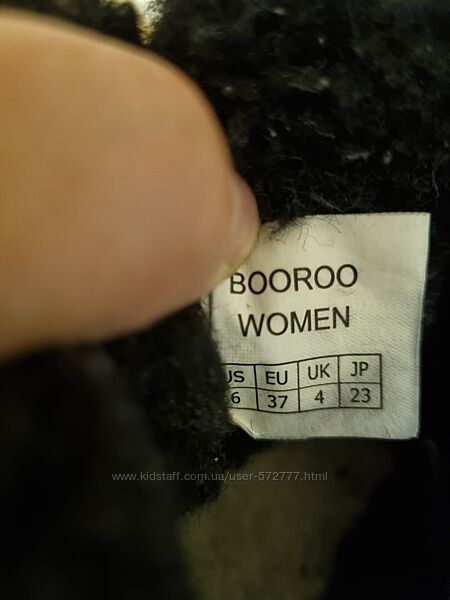 BOOROO
WOMEN
US EU UK JP
6 37 4 23
www.kidstaff.com.ua/user-572777.html